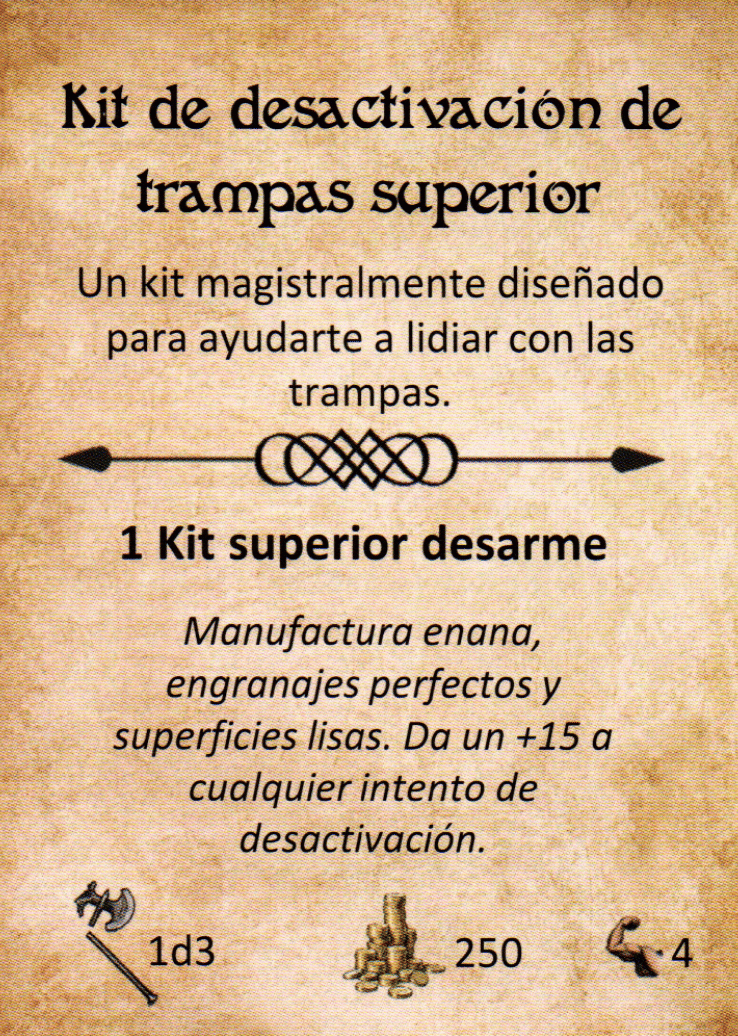 Kit de desactivación de
trampas superior
Un kit magistralmente diseñado
para ayudarte a lidiar con las
trampas.
1 Kit superior desarme
Manufactura enana,
engranajes perfectos y
superficies lisas. Da un +15 a
cualquier intento de
desactivación.
1d3 250 4